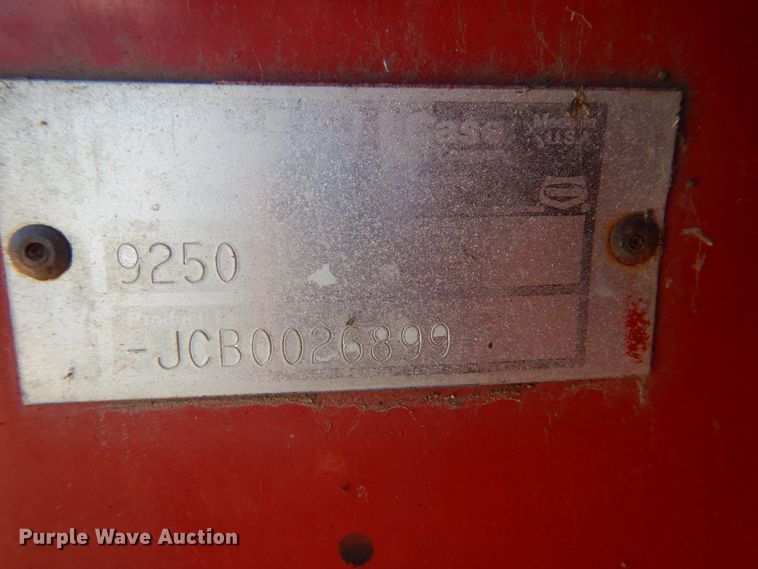 Case
9250
-JCB0026899-
Purple Wave Auction®